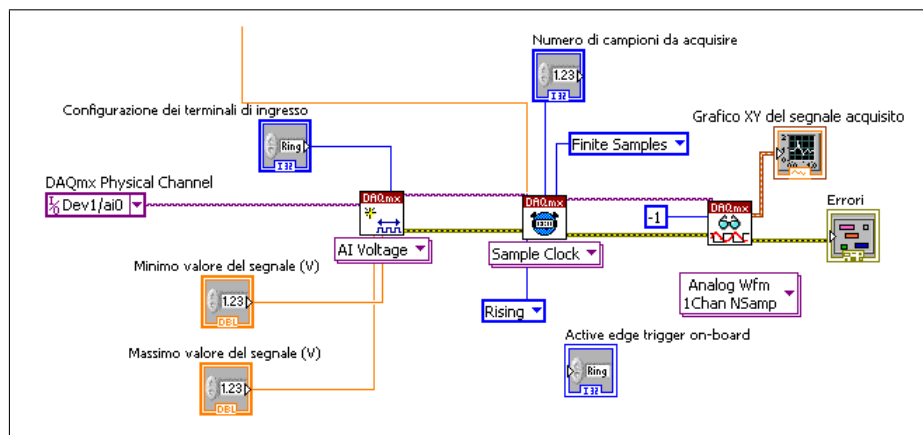 Numero di campioni da acquisire
1.23
I32
Configurazione dei terminali di ingresso
Ring
I32
Finite Samples
Grafico XY del segnale acquisito
DAQmx Physical Channel
I/O Dev1/ai0
DAQmx
AI Voltage
DAQmx
Sample Clock
-1
DAQmx
Errori
Minimo valore del segnale (V)
1.23
DBL
Rising
Analog Wfm
1Chan NSamp
Massimo valore del segnale (V)
1.23
DBL
Active edge trigger on-board
Ring
I32